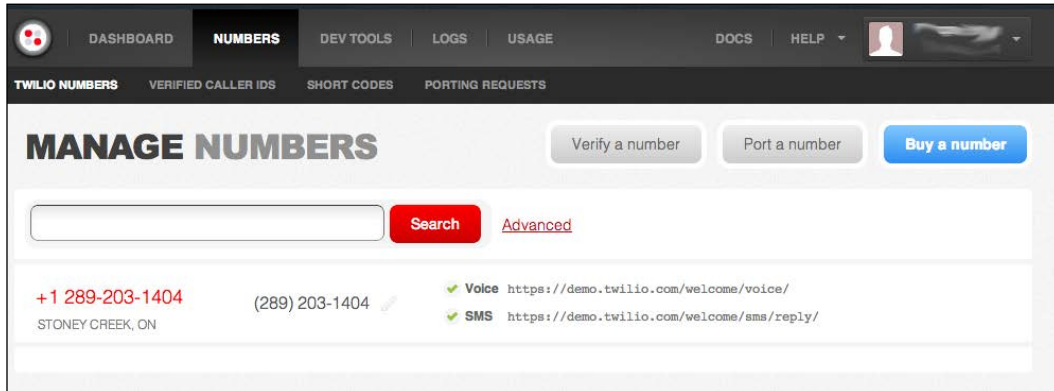 DASHBOARD NUMBERS DEV TOOLS LOGS USAGE DOCS HELP
TWILIO NUMBERS VERIFIED CALLER IDS SHORT CODES PORTING REQUESTS
MANAGE NUMBERS Verify a number Port a number Buy a number
Search Advanced
+1 289-203-1404 (289) 203-1404 Voice https://demo.twilio.com/welcome/voice/
STONEY CREEK, ON SMS https://demo.twilio.com/welcome/sms/reply/